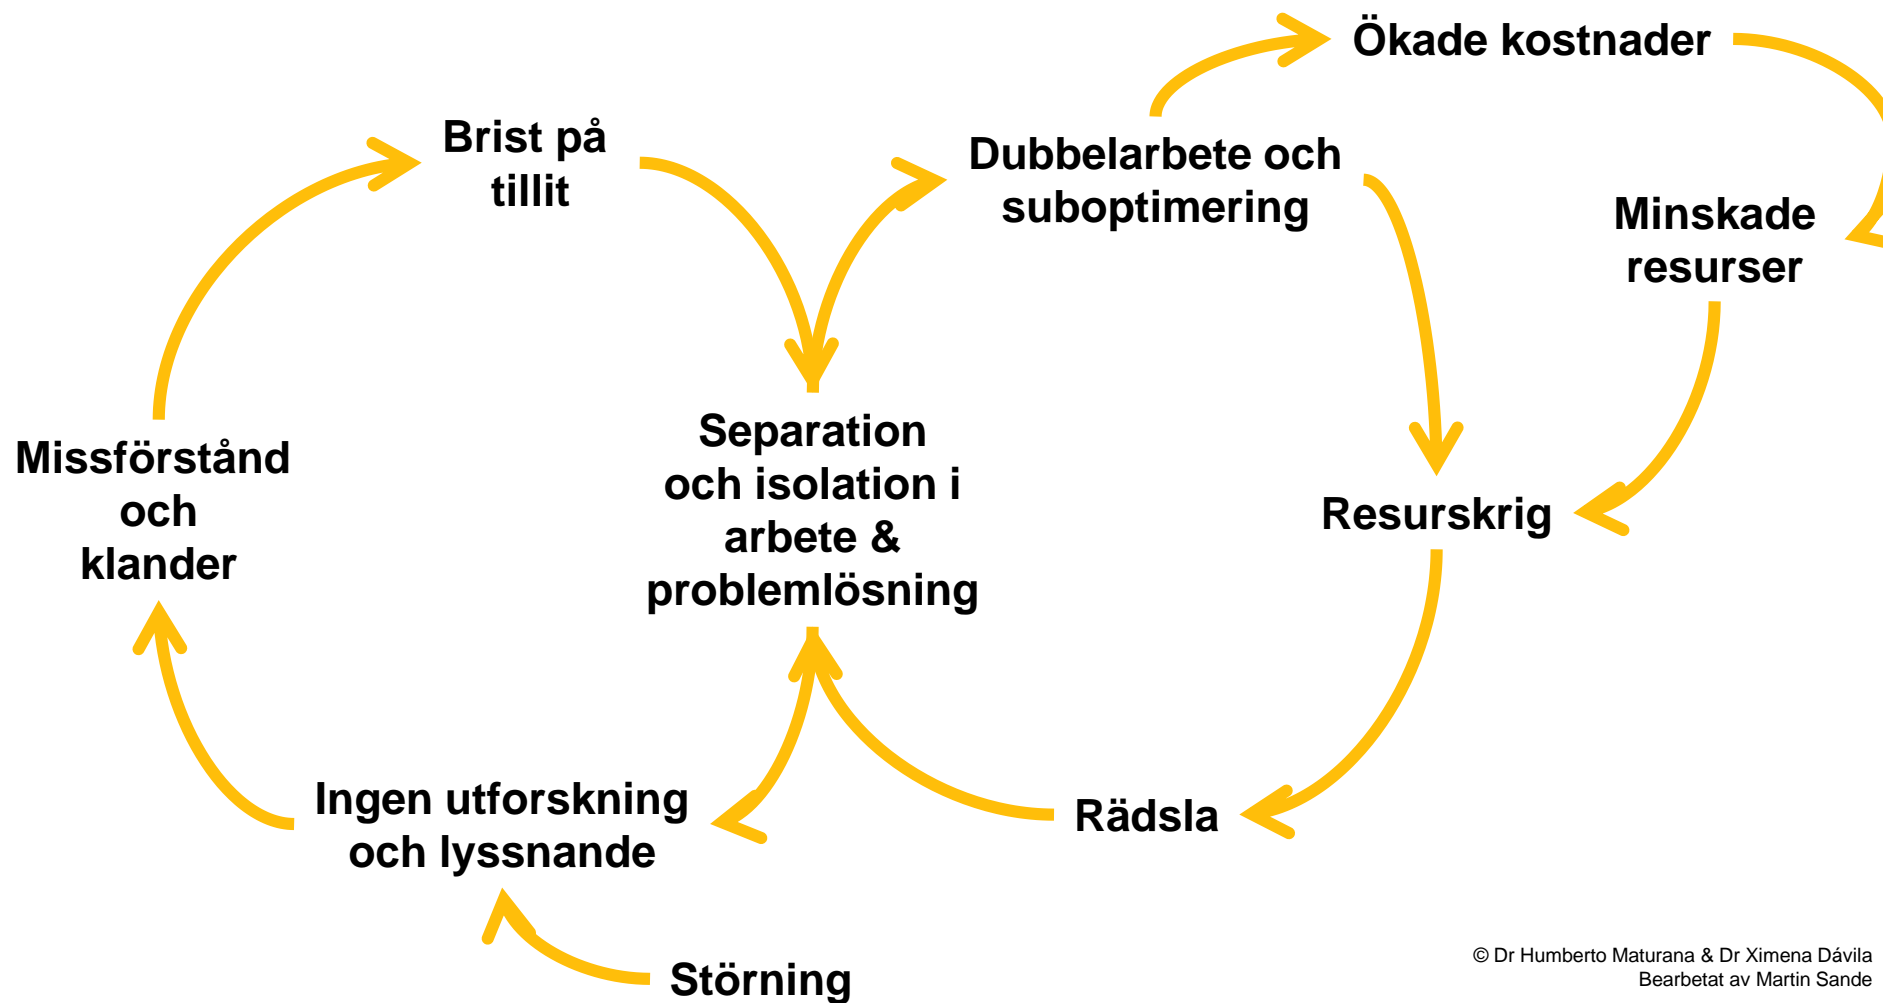 Ökade kostnader
Brist på
tillit
Dubbelarbete och
suboptimering
Minskade
resurser
Separation
och isolation i
arbete &
problemlösning
Missförstånd
och
klander
Resurskrig
Ingen utforskning
och lyssnande
Rädsla
Störning
© Dr Humberto Maturana & Dr Ximena Dávila
Bearbetat av Martin Sande